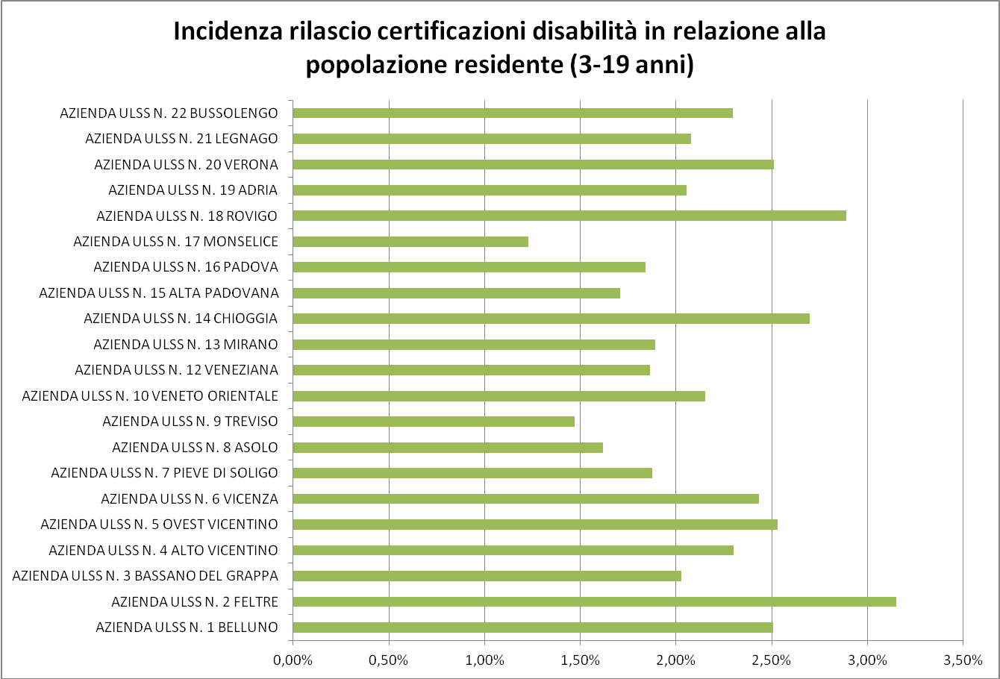 Incidenza rilascio certificazioni disabilità in relazione alla
popolazione residente (3-19 anni)
AZIENDA ULSS N. 22 BUSSOLENGO
AZIENDA ULSS N. 21 LEGNAGO
AZIENDA ULSS N. 20 VERONA
AZIENDA ULSS N. 19 ADRIA
AZIENDA ULSS N. 18 ROVIGO
AZIENDA ULSS N. 17 MONSELICE
AZIENDA ULSS N. 16 PADOVA
AZIENDA ULSS N. 15 ALTA PADOVANA
AZIENDA ULSS N. 14 CHIOGGIA
AZIENDA ULSS N. 13 MIRANO
AZIENDA ULSS N. 12 VENEZIANA
AZIENDA ULSS N. 10 VENETO ORIENTALE
AZIENDA ULSS N. 9 TREVISO
AZIENDA ULSS N. 8 ASOLO
AZIENDA ULSS N. 7 PIEVE DI SOLIGO
AZIENDA ULSS N. 6 VICENZA
AZIENDA ULSS N. 5 OVEST VICENTINO
AZIENDA ULSS N. 4 ALTO VICENTINO
AZIENDA ULSS N. 3 BASSANO DEL GRAPPA
AZIENDA ULSS N. 2 FELTRE
AZIENDA ULSS N. 1 BELLUNO
0,00% 0,50% 1,00% 1,50% 2,00% 2,50% 3,00% 3,50%